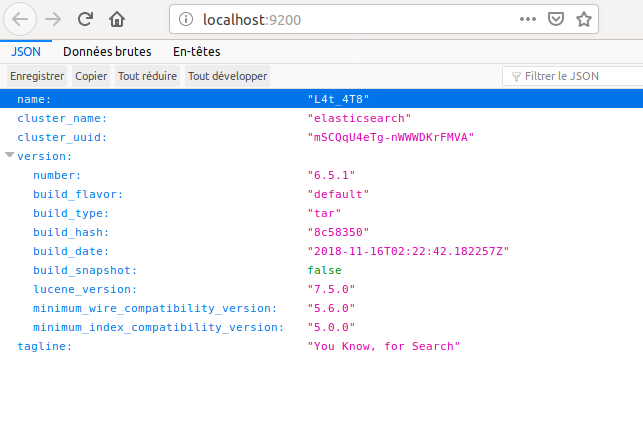 localhost:9200
JSON Données brutes En-têtes
Enregistrer Copier Tout réduire Tout développer Filtrer le JSON
name: "L4t_4T8"
cluster_name: "elasticsearch"
cluster_uuid: "mSCQqU4eTg-nWWWDKrFMVA"
version:
number: "6.5.1"
build_flavor: "default"
build_type: "tar"
build_hash: "8c58350"
build_date: "2018-11-16T02:22:42.182257Z"
build_snapshot: false
lucene_version: "7.5.0"
minimum_wire_compatibility_version: "5.6.0"
minimum_index_compatibility_version: "5.0.0"
tagline: "You Know, for Search"